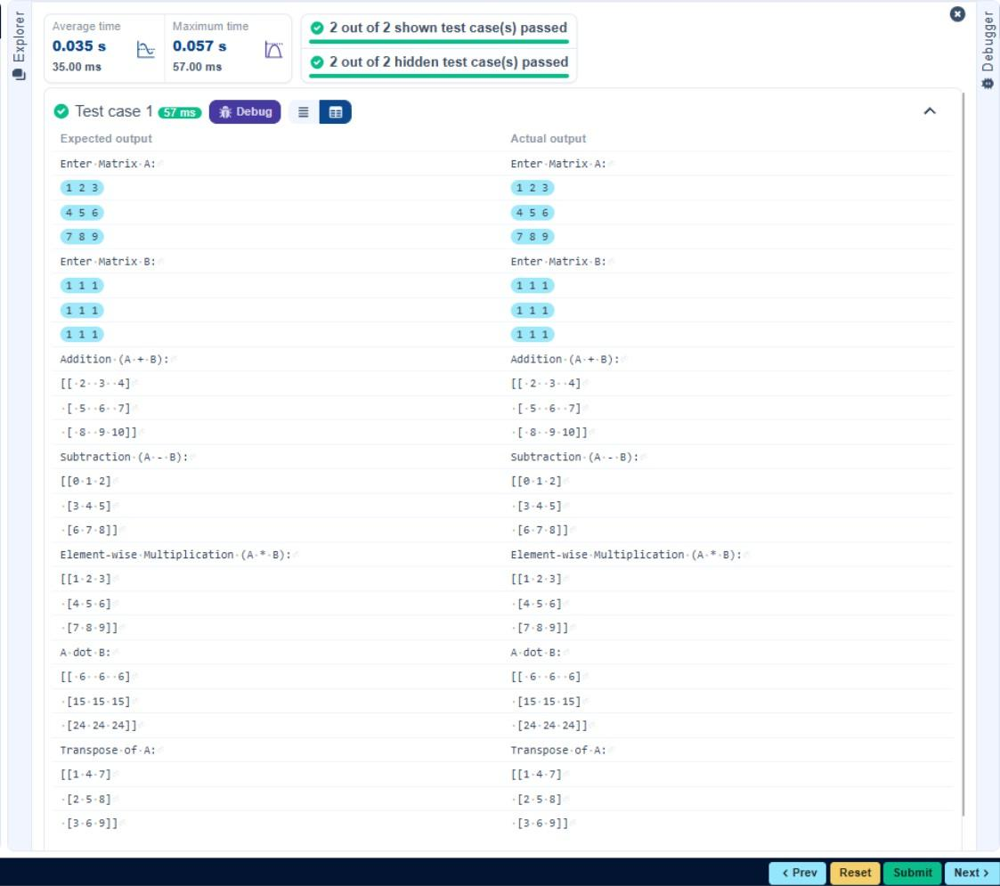 Explorer
Average time
0.035 s
35.00 ms
Maximum time
0.057 s
57.00 ms
2 out of 2 shown test case(s) passed
2 out of 2 hidden test case(s) passed
Debugger
Test case 1 57 ms Debug
Expected output Actual output
Enter·Matrix·A: Enter·Matrix·A:
1 2 3 1 2 3
4 5 6 4 5 6
7 8 9 7 8 9
Enter·Matrix·B: Enter·Matrix·B:
1 1 1 1 1 1
1 1 1 1 1 1
1 1 1 1 1 1
Addition·(A·+·B): Addition·(A·+·B):
[[·2··3··4] [[·2··3··4]
·[·5··6··7] ·[·5··6··7]
·[·8··9·10]] ·[·8··9·10]]
Subtraction·(A·-·B): Subtraction·(A·-·B):
[[0·1·2] [[0·1·2]
·[3·4·5] ·[3·4·5]
·[6·7·8]] ·[6·7·8]]
Element-wise·Multiplication·(A·*·B): Element-wise·Multiplication·(A·*·B):
[[1·2·3] [[1·2·3]
·[4·5·6] ·[4·5·6]
·[7·8·9]] ·[7·8·9]]
A·dot·B: A·dot·B:
[[·6··6··6] [[·6··6··6]
·[15·15·15] ·[15·15·15]
·[24·24·24]] ·[24·24·24]]
Transpose·of·A: Transpose·of·A:
[[1·4·7] [[1·4·7]
·[2·5·8] ·[2·5·8]
·[3·6·9]] ·[3·6·9]]
< Prev Reset Submit Next >